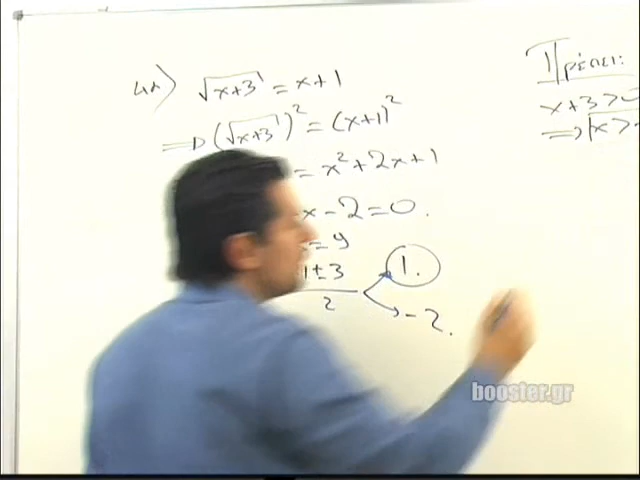 √x+3 = x+1
=> (√x+3)² = (x+1)²
= x²+2x+1
x-2=0.
=9
1±3
2
1.
-2.
Πρέπει:
x+3>0
=> x>
booster.gr